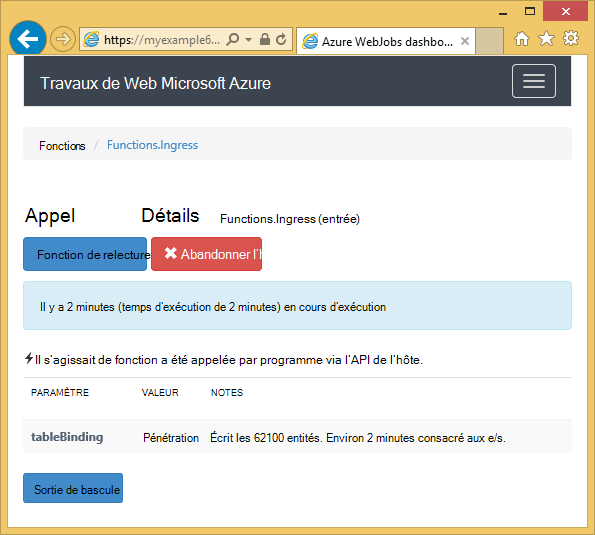 https://myexample6...
Azure WebJobs dashbo...
Travaux de Web Microsoft Azure
Fonctions / Functions.Ingress
Appel Détails Functions.Ingress (entrée)
Fonction de relecture Abandonner l'h
Il y a 2 minutes (temps d'exécution de 2 minutes) en cours d'exécution
Il s'agissait de fonction a été appelée par programme via l'API de l'hôte.
PARAMÈTRE VALEUR NOTES
tableBinding Pénétration Écrit les 62100 entités. Environ 2 minutes consacré aux e/s.
Sortie de bascule